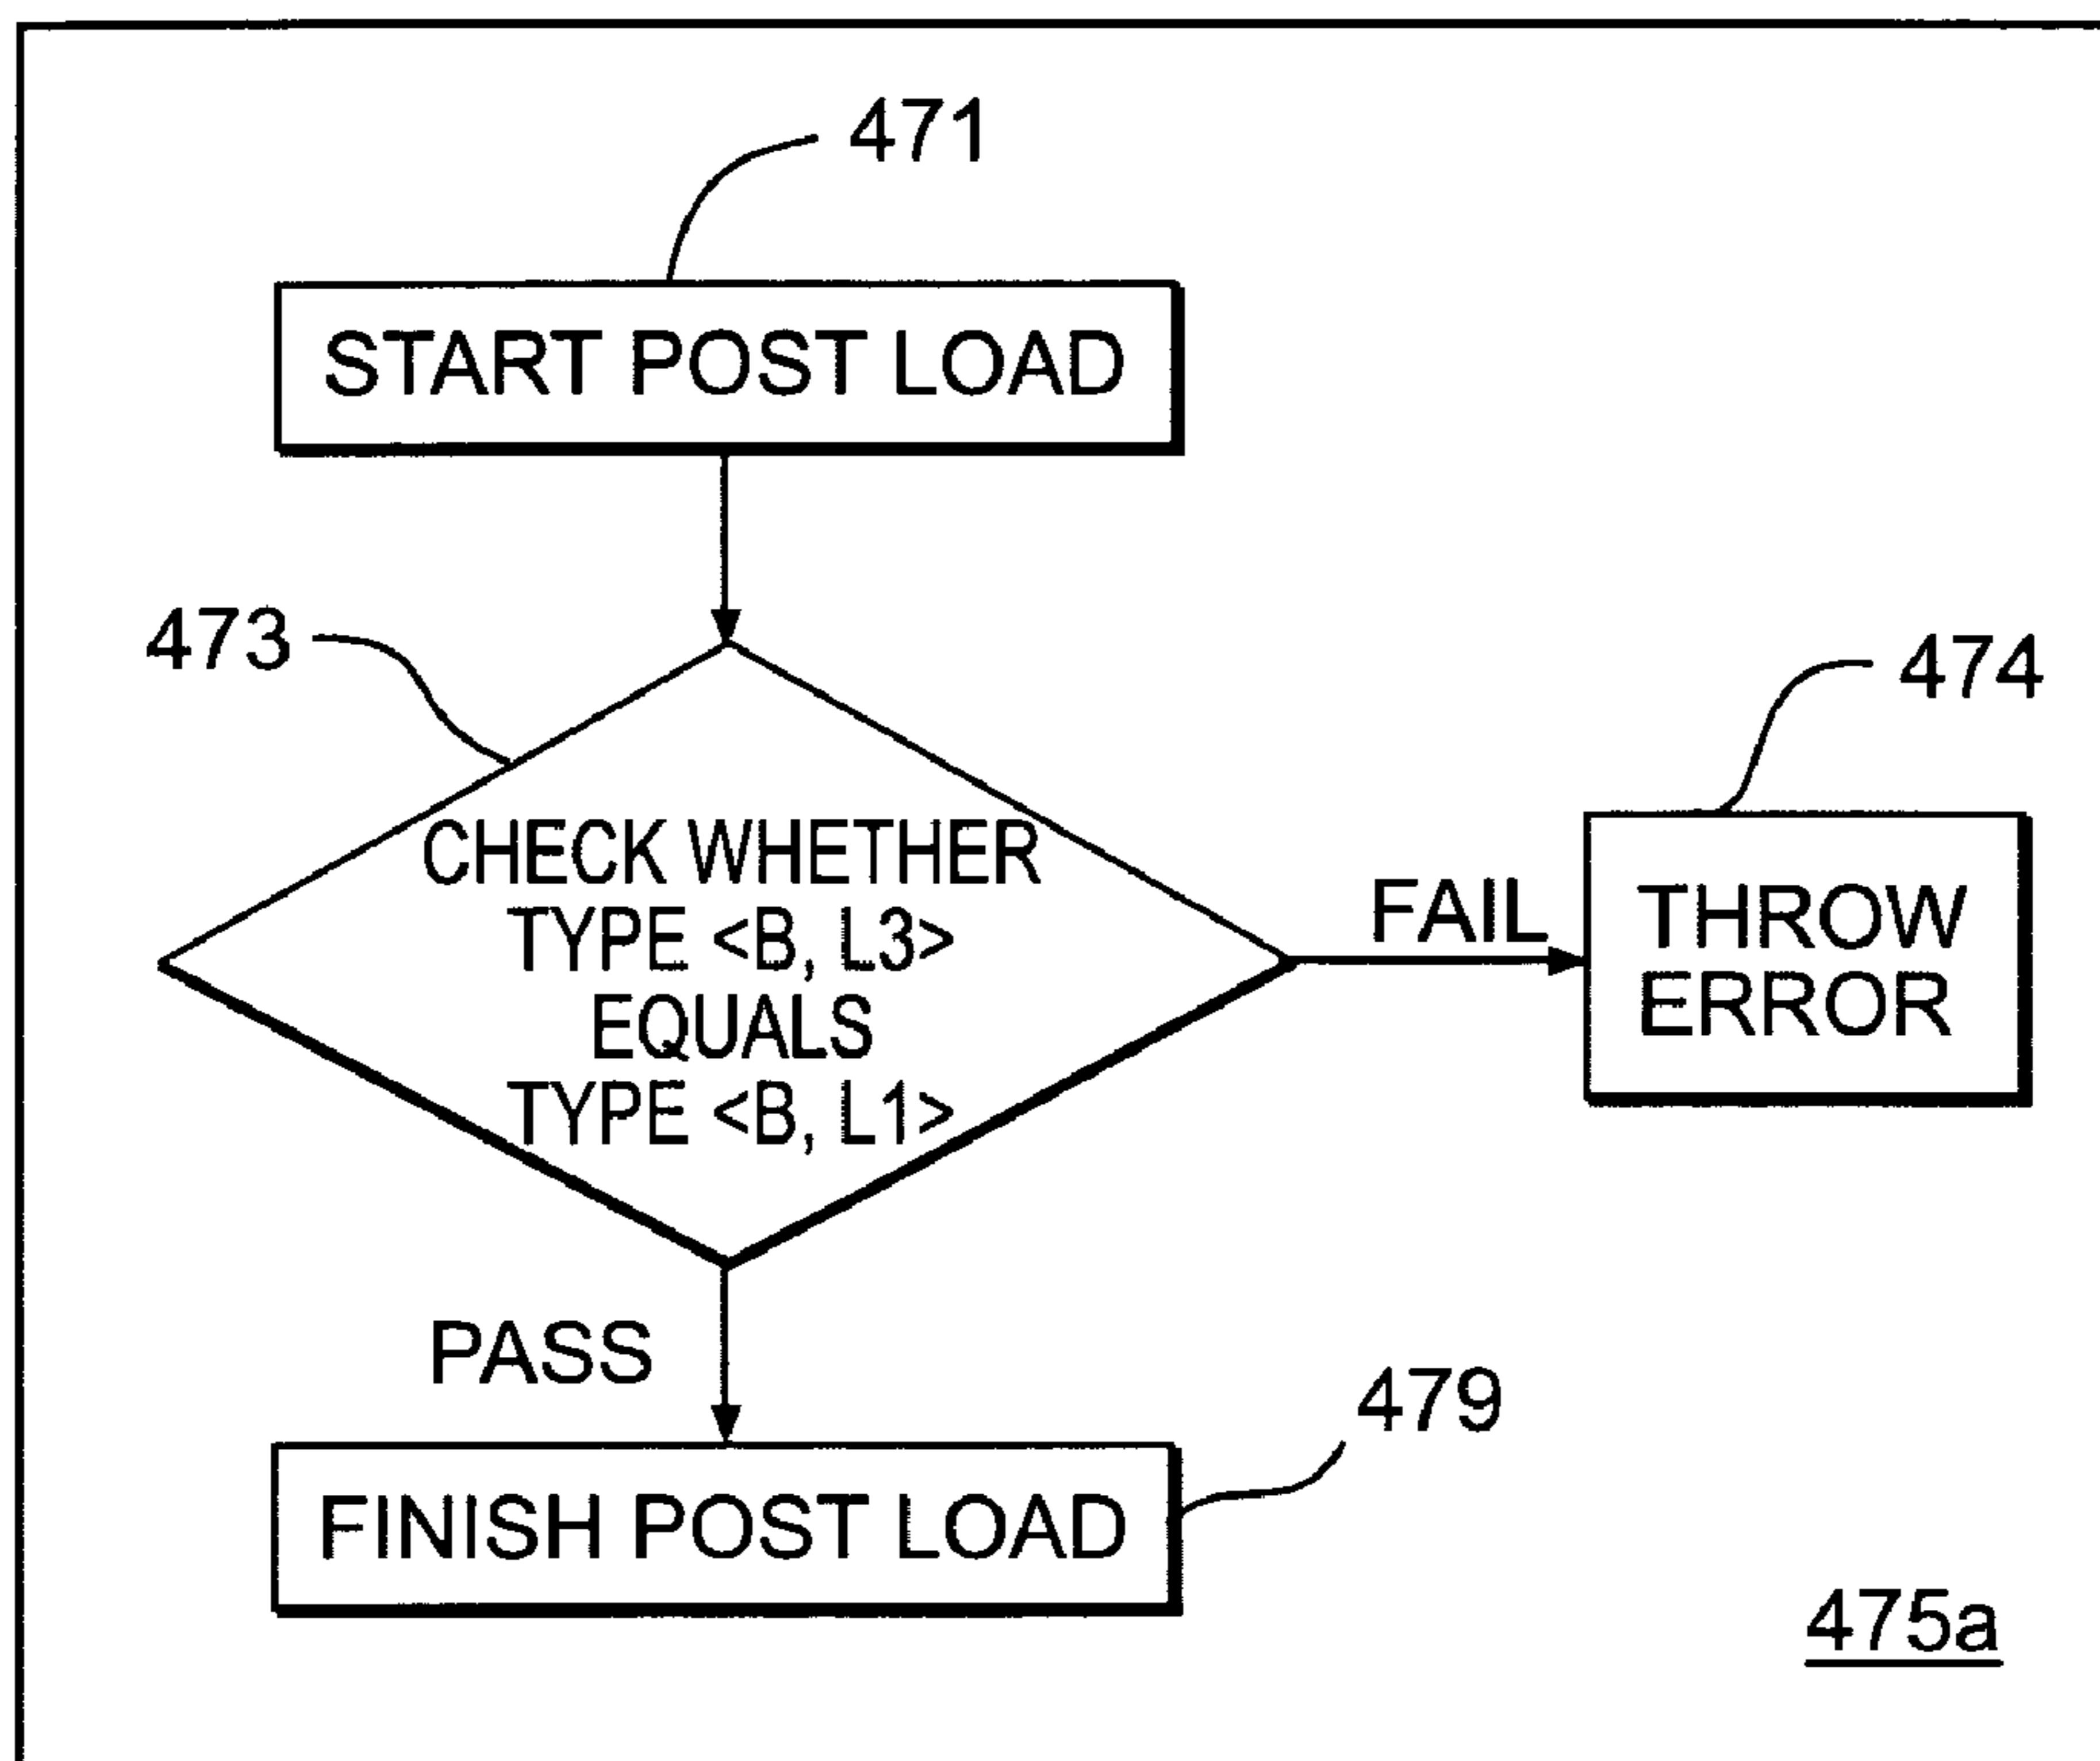 471
START POST LOAD
473
474
CHECK WHETHER
TYPE <B, L3>
EQUALS
TYPE <B, L1>
FAIL
THROW
ERROR
PASS
479
FINISH POST LOAD
475a